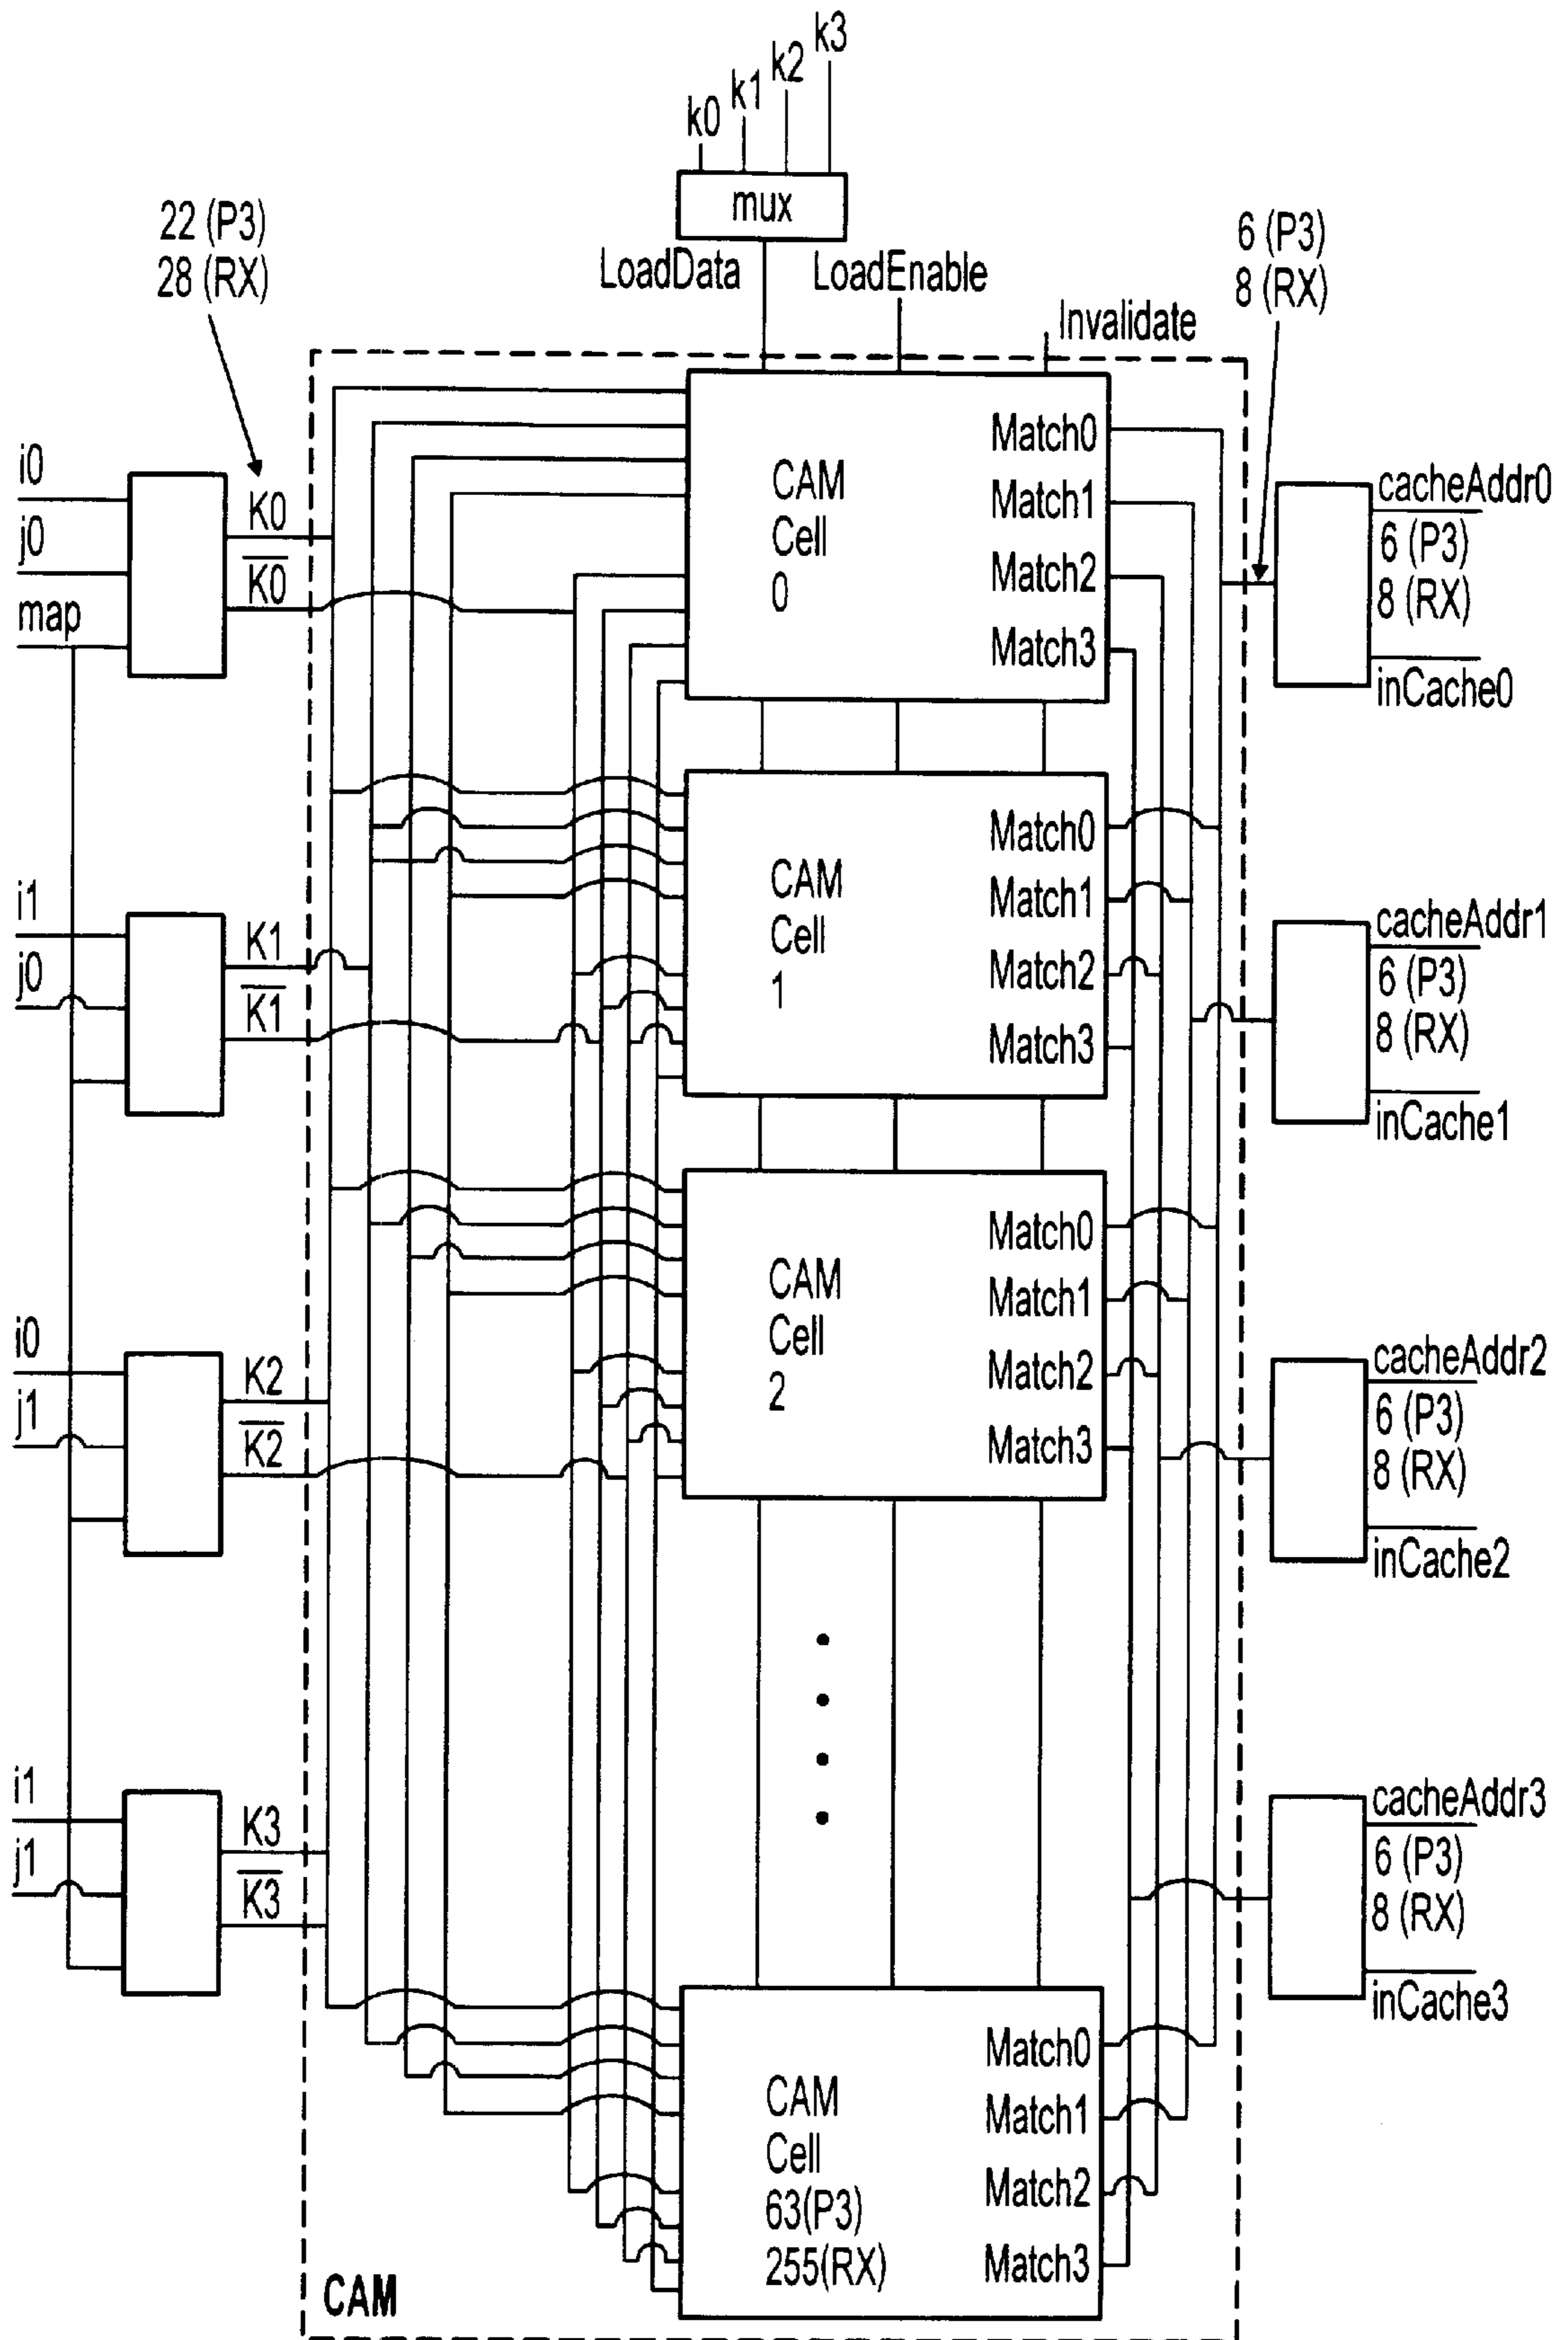 k0
k1
k2
k3
mux
LoadData
LoadEnable
Invalidate
22 (P3)
28 (RX)
6 (P3)
8 (RX)
i0
j0
map
K0
K0
CAM
Cell
0
Match0
Match1
Match2
Match3
cacheAddr0
6 (P3)
8 (RX)
inCache0
i1
j0
K1
K1
CAM
Cell
1
Match0
Match1
Match2
Match3
cacheAddr1
6 (P3)
8 (RX)
inCache1
i0
j1
K2
K2
CAM
Cell
2
Match0
Match1
Match2
Match3
cacheAddr2
6 (P3)
8 (RX)
inCache2
i1
j1
K3
K3
cacheAddr3
6 (P3)
8 (RX)
inCache3
CAM
Cell
63(P3)
255(RX)
Match0
Match1
Match2
Match3
CAM